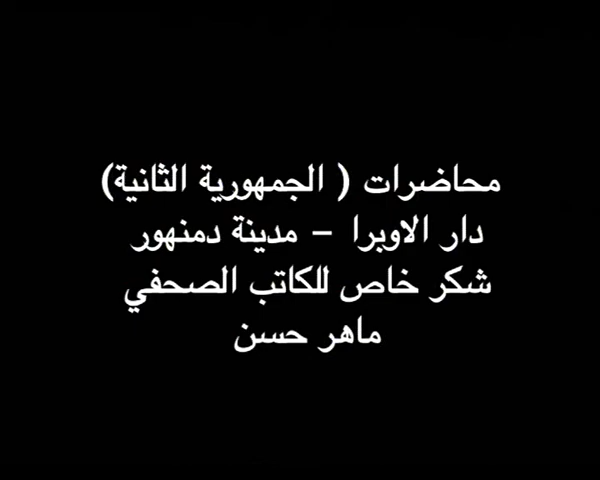 محاضرات ( الجمهورية الثانية)
دار الاوبرا - مدينة دمنهور
شكر خاص للكاتب الصحفي
ماهر حسن